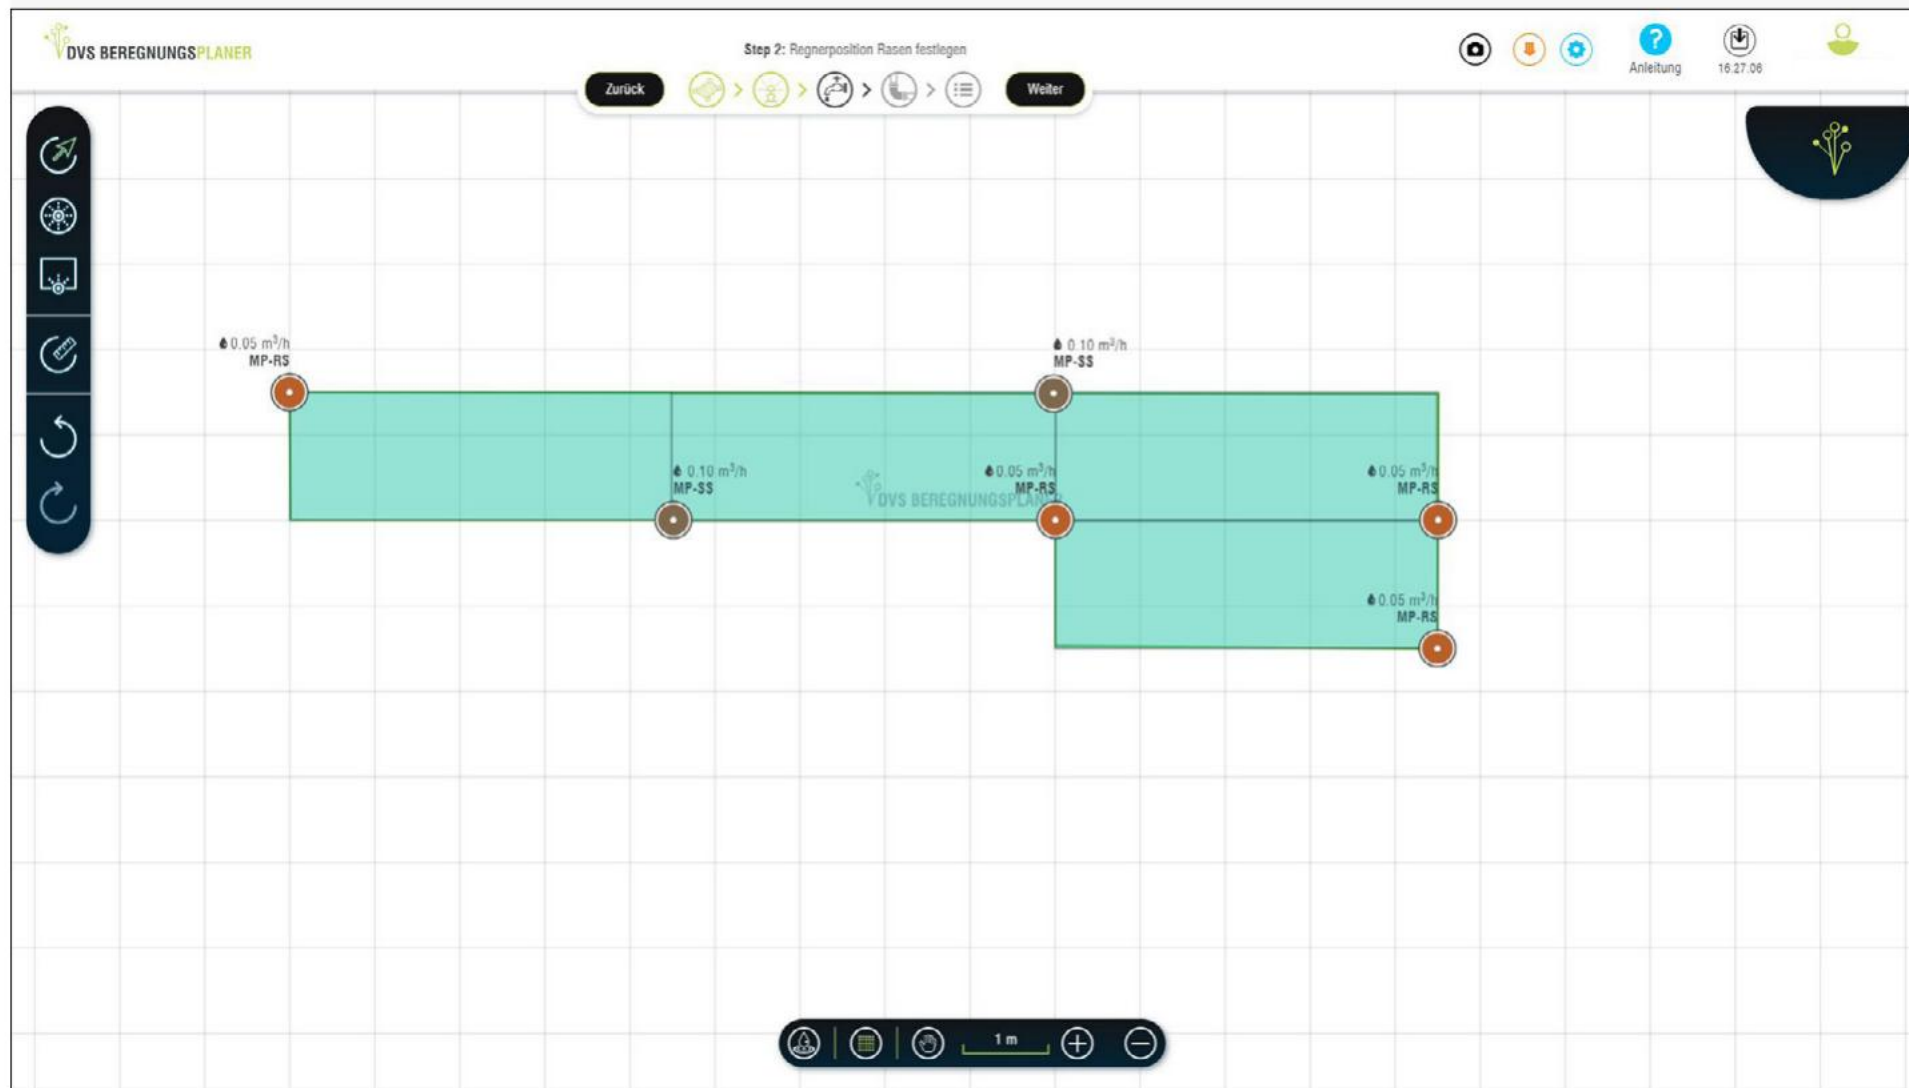 DVS BEREGNUNGSPLANER
Step 2: Regnerposition Rasen festlegen
Zurück
Weiter
?
Anleitung
16:27:06
0.05 m³/h
MP-RS
0.10 m³/h
MP-SS
0.10 m³/h
MP-SS
0.05 m³/h
MP-RS
0.05 m³/h
MP-RS
DVS BEREGNUNGSPLANER
0.05 m³/h
MP-RS
1 m